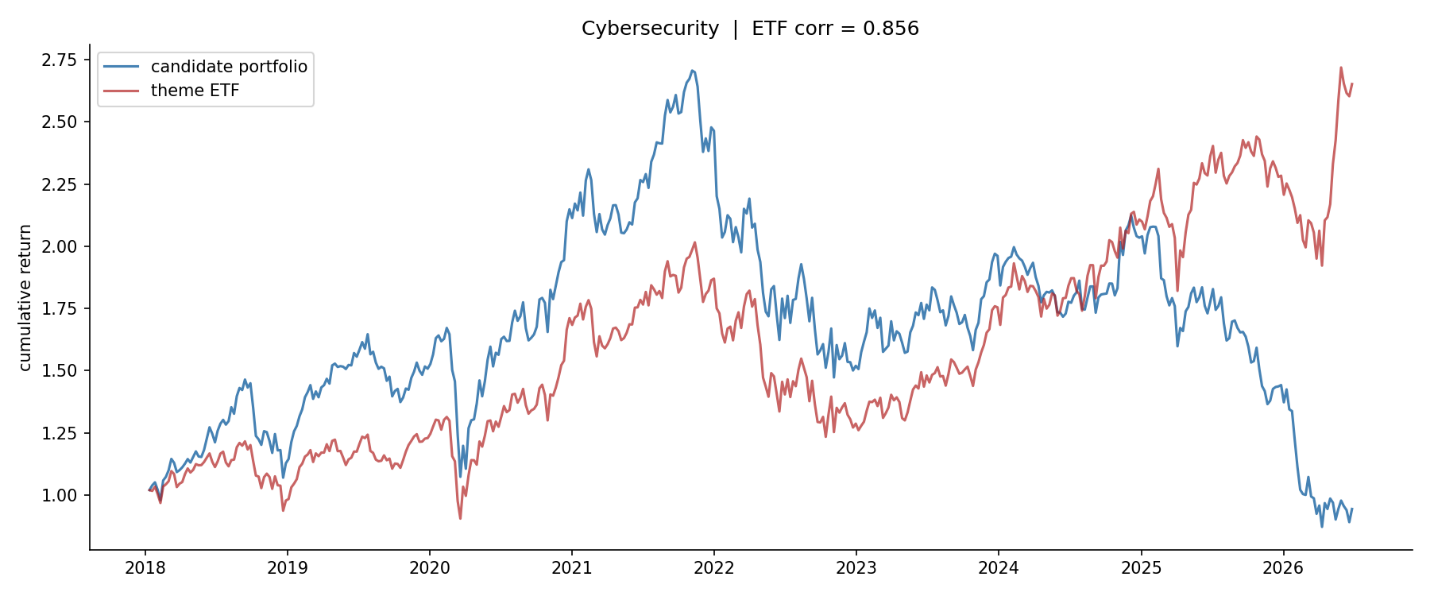 Cybersecurity | ETF corr = 0.856
candidate portfolio
theme ETF
cumulative return
2.75
2.50
2.25
2.00
1.75
1.50
1.25
1.00
2018 2019 2020 2021 2022 2023 2024 2025 2026